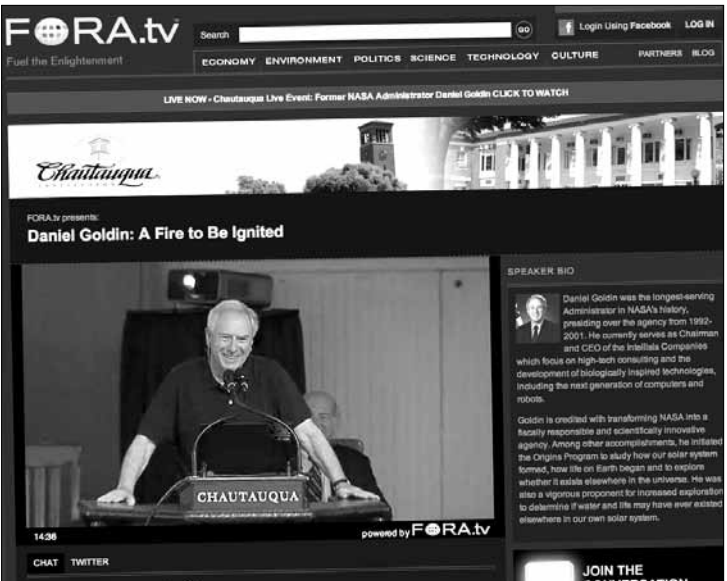 FORA.tv
Fuel the Enlightenment
Search
GO
f Login Using Facebook LOG IN
ECONOMY ENVIRONMENT POLITICS SCIENCE TECHNOLOGY CULTURE PARTNERS BLOG
LIVE NOW - Chautauqua Live Event: Former NASA Administrator Daniel Goldin CLICK TO WATCH
Chautauqua
INSTITUTION
FORA.tv presents:
Daniel Goldin: A Fire to Be Ignited
CHAUTAUQUA
14:36
powered by FORA.tv
CHAT TWITTER
SPEAKER BIO
Daniel Goldin was the longest-serving
Administrator in NASA's history,
presiding over the agency from 1992-
2001. He currently serves as Chairman
and CEO of the Intellisis Companies
which focus on high-tech consulting and the
development of biologically inspired technologies,
including the next generation of computers and
robots.
Goldin is credited with transforming NASA into a
fiscally responsible and scientifically innovative
agency. Among other accomplishments, he initiated
the Origins Program to study how our solar system
formed, how life on Earth began and to explore
whether it exists elsewhere in the universe. He was
also a vigorous proponent for increased exploration
to determine if water and life may have ever existed
elsewhere in our own solar system.
JOIN THE
CONVERSATION